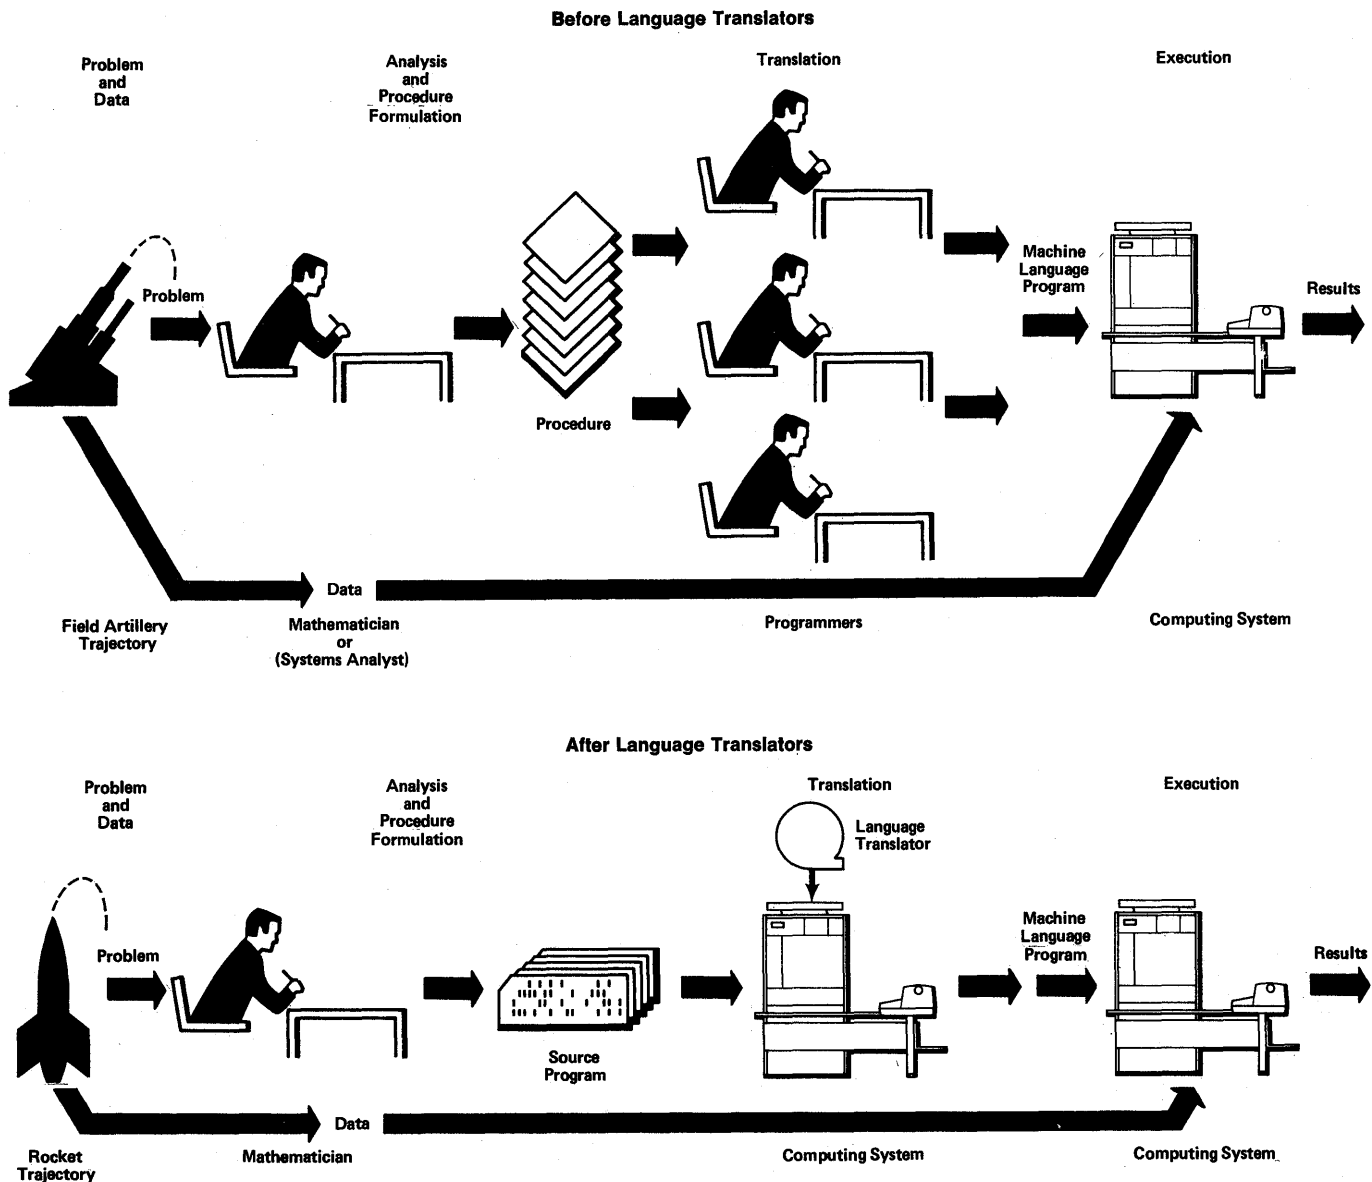 Before Language Translators
Problem
and
Data
Analysis
and
Procedure
Formulation
Translation
Execution
Problem
Procedure
Machine
Language
Program
Results
Data
Field Artillery
Trajectory
Mathematician
or
(Systems Analyst)
Programmers
Computing System
After Language Translators
Problem
and
Data
Analysis
and
Procedure
Formulation
Translation
Execution
Language
Translator
Problem
Source
Program
Machine
Language
Program
Results
Data
Rocket
Trajectory
Mathematician
Computing System
Computing System